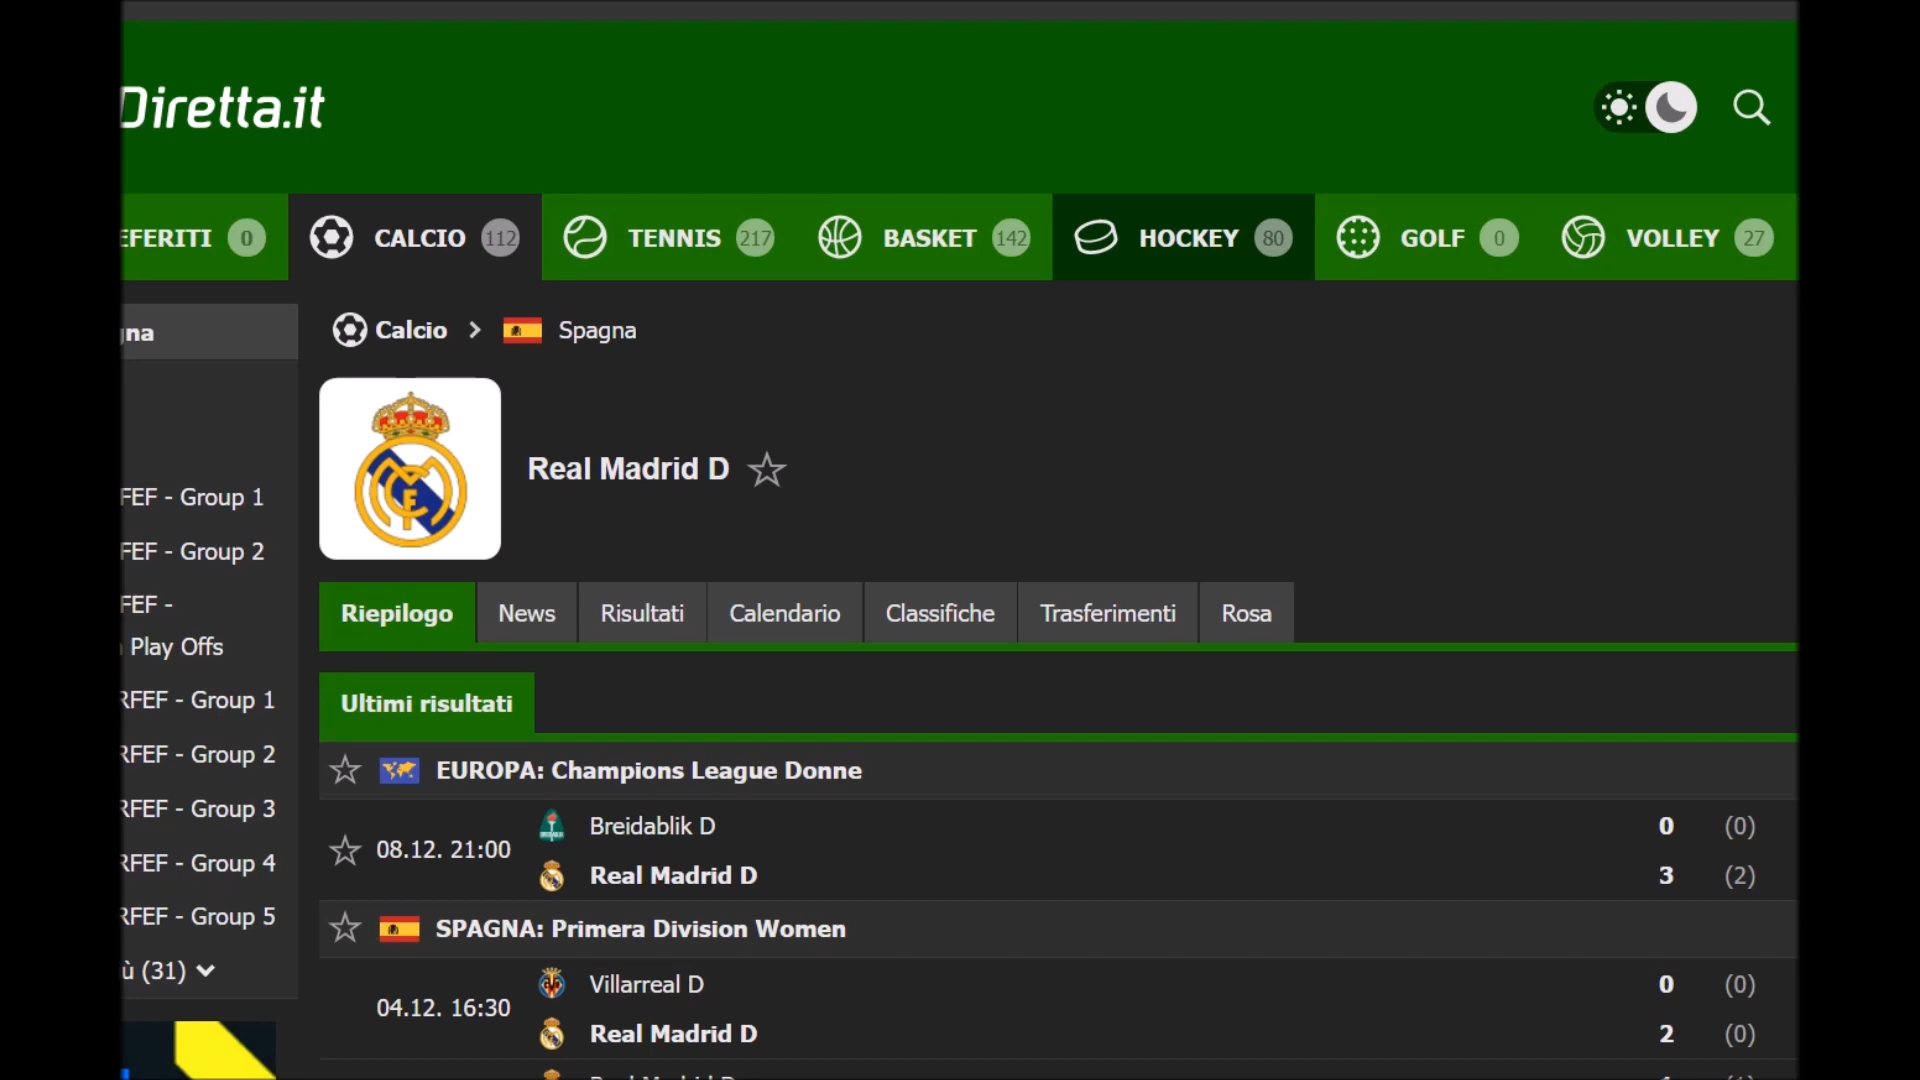 Diretta.it
EFERITI 0 CALCIO 112 TENNIS 217 BASKET 142 HOCKEY 80 GOLF 0 VOLLEY 27
gna
Calcio > Spagna
Real Madrid D
FEF - Group 1
FEF - Group 2
FEF -
Play Offs
RFEF - Group 1
RFEF - Group 2
RFEF - Group 3
RFEF - Group 4
RFEF - Group 5
ù (31)
Riepilogo News Risultati Calendario Classifiche Trasferimenti Rosa
Ultimi risultati
EUROPA: Champions League Donne
08.12. 21:00
Breidablik D 0 (0)
Real Madrid D 3 (2)
SPAGNA: Primera Division Women
04.12. 16:30
Villarreal D 0 (0)
Real Madrid D 2 (0)